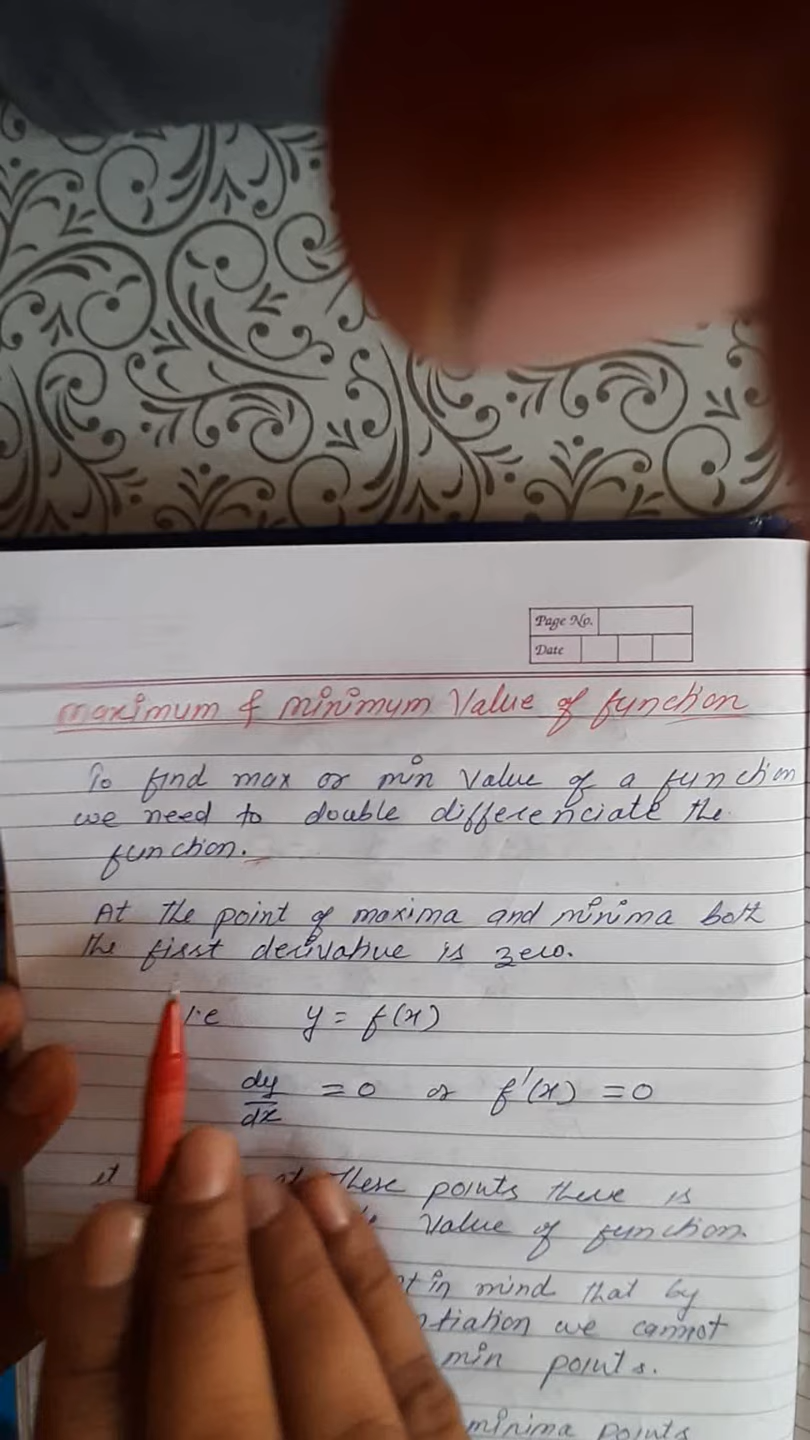 Page No.
Date
maximum & minimum Value of function
To find max or min value of a function
we need to double differenciate the
function.
At the point of maxima and minima both
the first derivative is zero.
i.e y = f(x)
dy/dx = 0 or f'(x) = 0
it these points there is
value of function.
in mind that by
we cannot
min points.
minima points